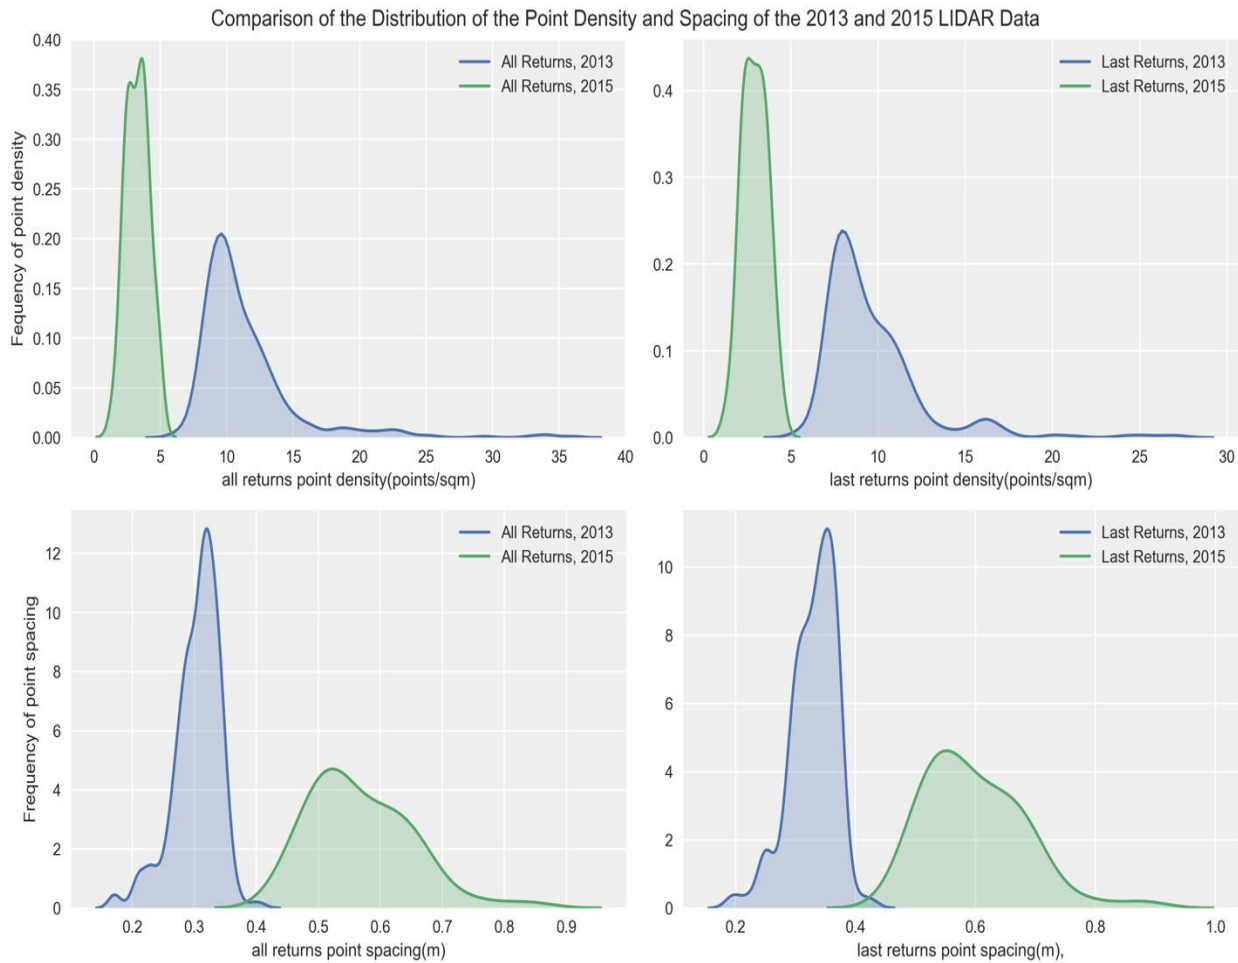 Comparison of the Distribution of the Point Density and Spacing of the 2013 and 2015 LIDAR Data
Fequency of point density
0.40
0.35
0.30
0.25
0.20
0.15
0.10
0.05
0.00
All Returns, 2013
All Returns, 2015
0 5 10 15 20 25 30 35 40
all returns point density(points/sqm)
0.4
0.3
0.2
0.1
0.0
Last Returns, 2013
Last Returns, 2015
0 5 10 15 20 25 30
last returns point density(points/sqm)
Frequency of point spacing
12
10
8
6
4
2
0
All Returns, 2013
All Returns, 2015
0.2 0.3 0.4 0.5 0.6 0.7 0.8 0.9
all returns point spacing(m)
10
8
6
4
2
0
Last Returns, 2013
Last Returns, 2015
0.2 0.4 0.6 0.8 1.0
last returns point spacing(m),